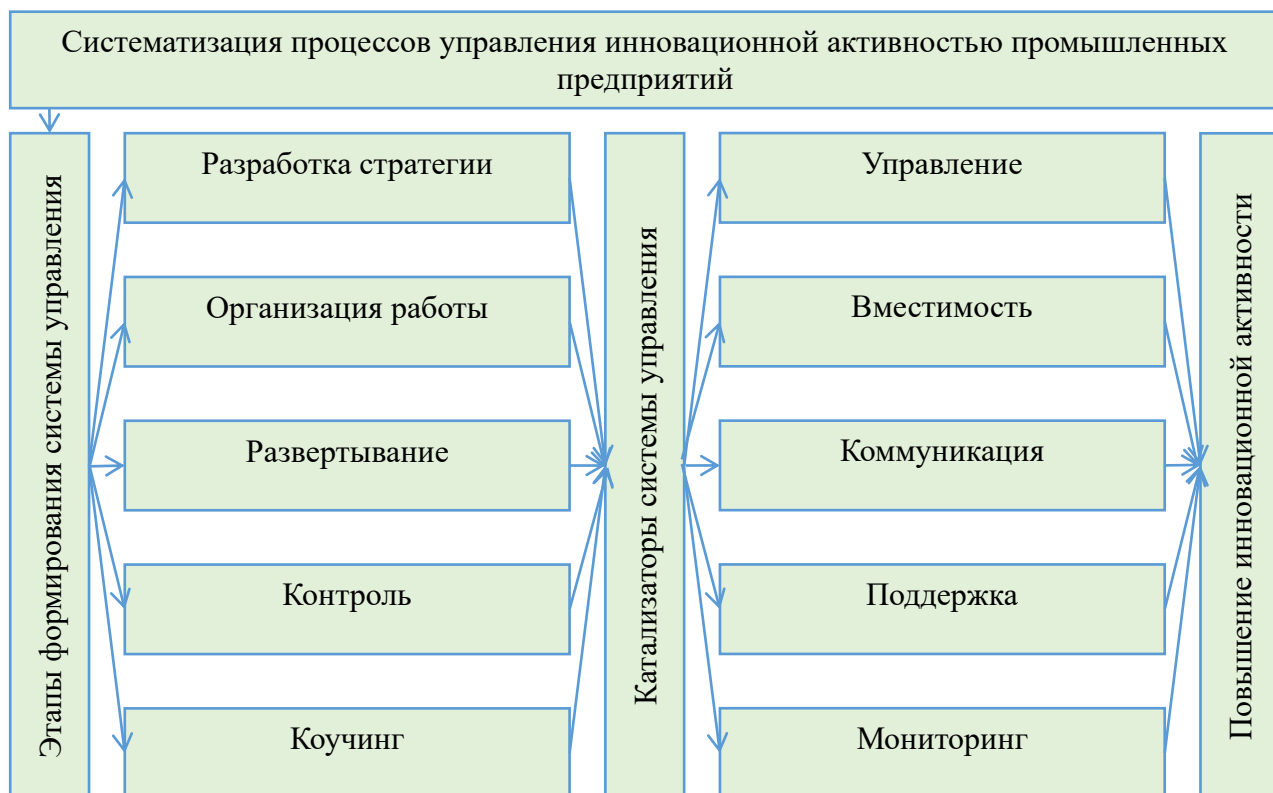 Систематизация процессов управления инновационной активностью промышленных
предприятий
Этапы формирования системы управления
Разработка стратегии
Организация работы
Развертывание
Контроль
Коучинг
Катализаторы системы управления
Управление
Вместимость
Коммуникация
Поддержка
Мониторинг
Повышение инновационной активности